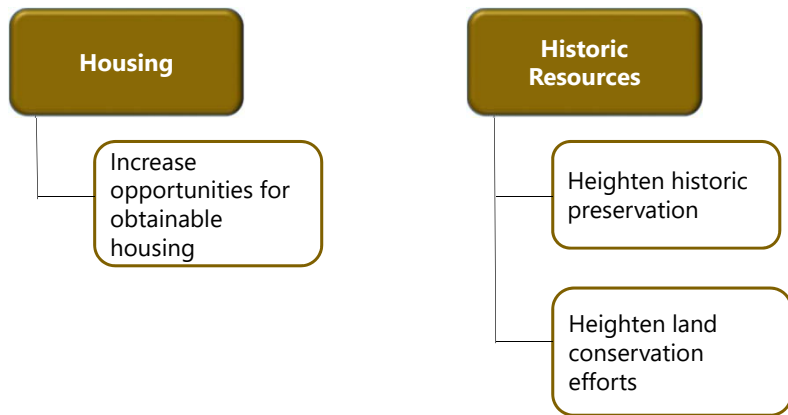 Housing
Increase
opportunities for
obtainable
housing
Historic
Resources
Heighten historic
preservation
Heighten land
conservation
efforts